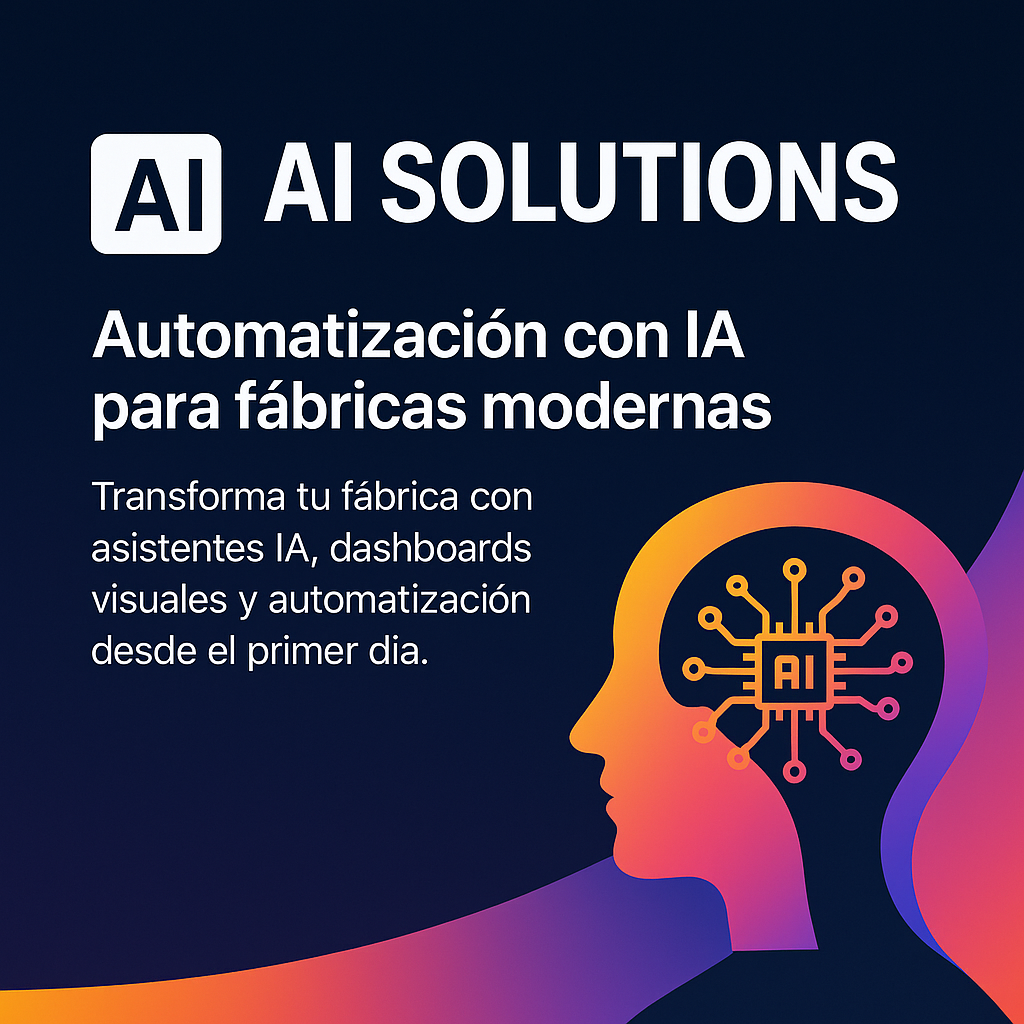 AI AI SOLUTIONS
Automatización con IA
para fábricas modernas
Transforma tu fábrica con
asistentes IA, dashboards
visuales y automatización
desde el primer dia.
AI